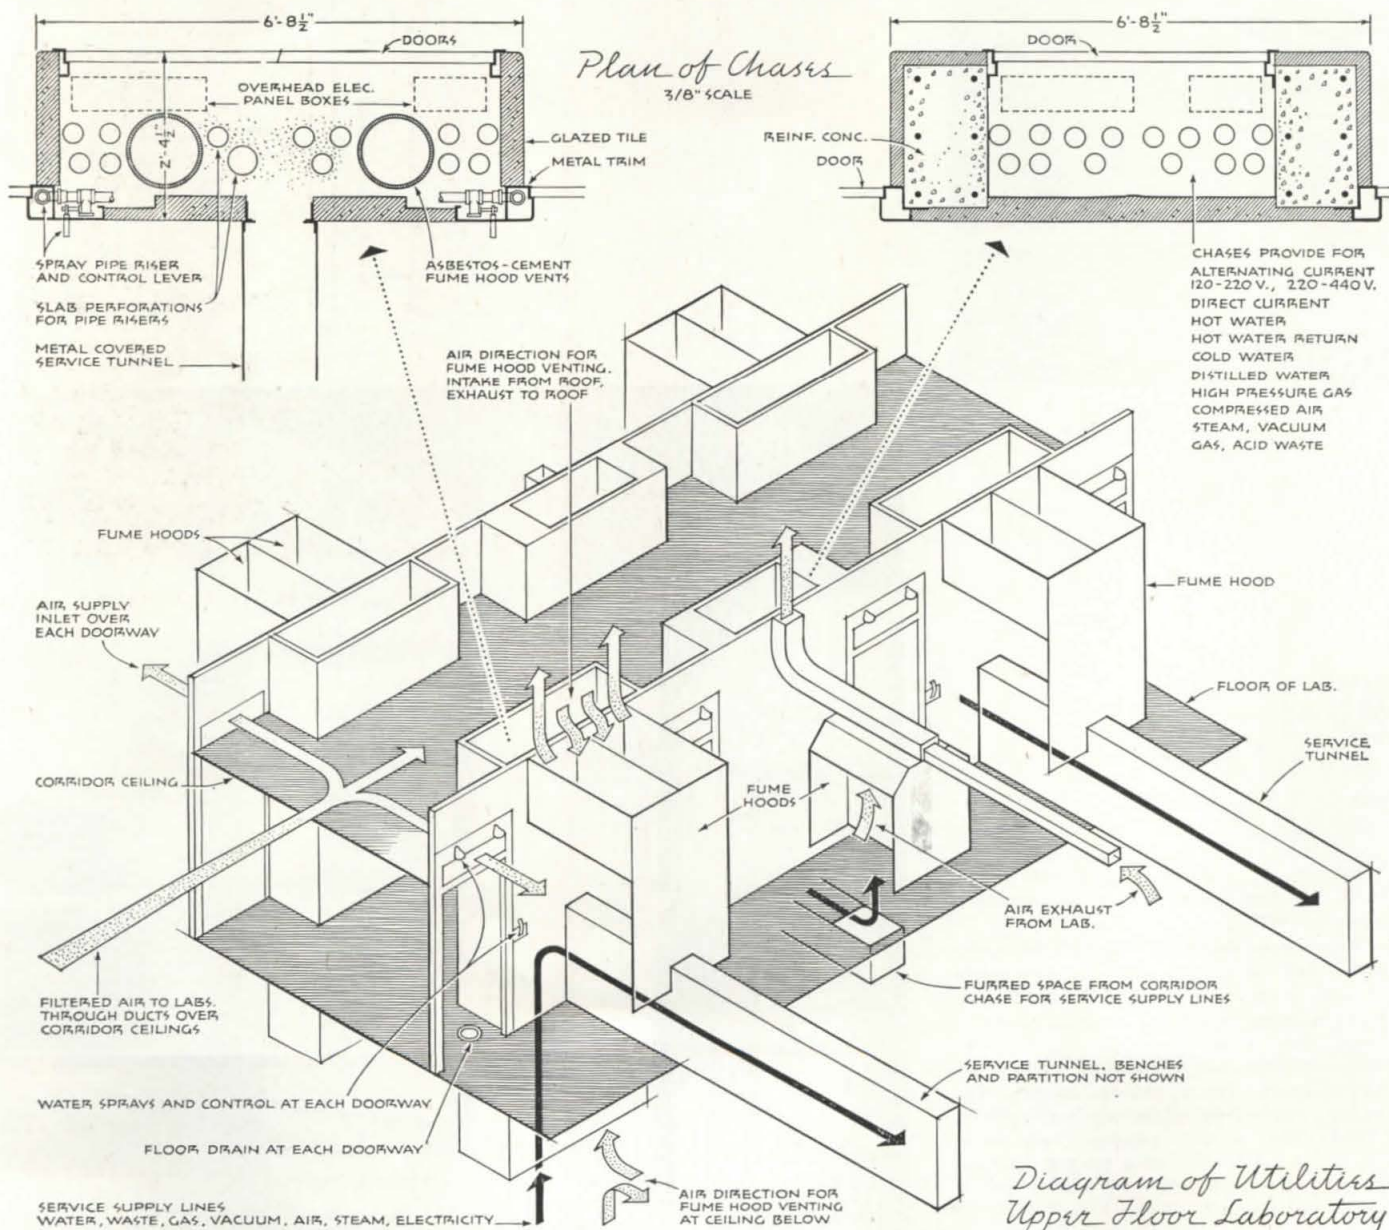 6'-8½"
DOORS
OVERHEAD ELEC.
PANEL BOXES
2'-4½"
GLAZED TILE
METAL TRIM
SPRAY PIPE RISER
AND CONTROL LEVER
SLAB PERFORATIONS
FOR PIPE RISERS
METAL COVERED
SERVICE TUNNEL
ASBESTOS-CEMENT
FUME HOOD VENTS
Plan of Chases
3/8" SCALE
6'-8½"
DOOR
REINF. CONC.
DOOR
CHASES PROVIDE FOR
ALTERNATING CURRENT
120-220 V., 220-440 V.
DIRECT CURRENT
HOT WATER
HOT WATER RETURN
COLD WATER
DISTILLED WATER
HIGH PRESSURE GAS
COMPRESSED AIR
STEAM, VACUUM
GAS, ACID WASTE
AIR DIRECTION FOR
FUME HOOD VENTING.
INTAKE FROM ROOF,
EXHAUST TO ROOF
FUME HOODS
AIR SUPPLY
INLET OVER
EACH DOORWAY
CORRIDOR CEILING
FUME HOOD
FLOOR OF LAB.
SERVICE
TUNNEL
FUME
HOODS
AIR EXHAUST
FROM LAB.
FURRED SPACE FROM CORRIDOR
CHASE FOR SERVICE SUPPLY LINES
FILTERED AIR TO LABS.
THROUGH DUCTS OVER
CORRIDOR CEILINGS
SERVICE TUNNEL, BENCHES
AND PARTITION NOT SHOWN
WATER SPRAYS AND CONTROL AT EACH DOORWAY
FLOOR DRAIN AT EACH DOORWAY
SERVICE SUPPLY LINES
WATER, WASTE, GAS, VACUUM, AIR, STEAM, ELECTRICITY
AIR DIRECTION FOR
FUME HOOD VENTING
AT CEILING BELOW
Diagram of Utilities
Upper Floor Laboratory